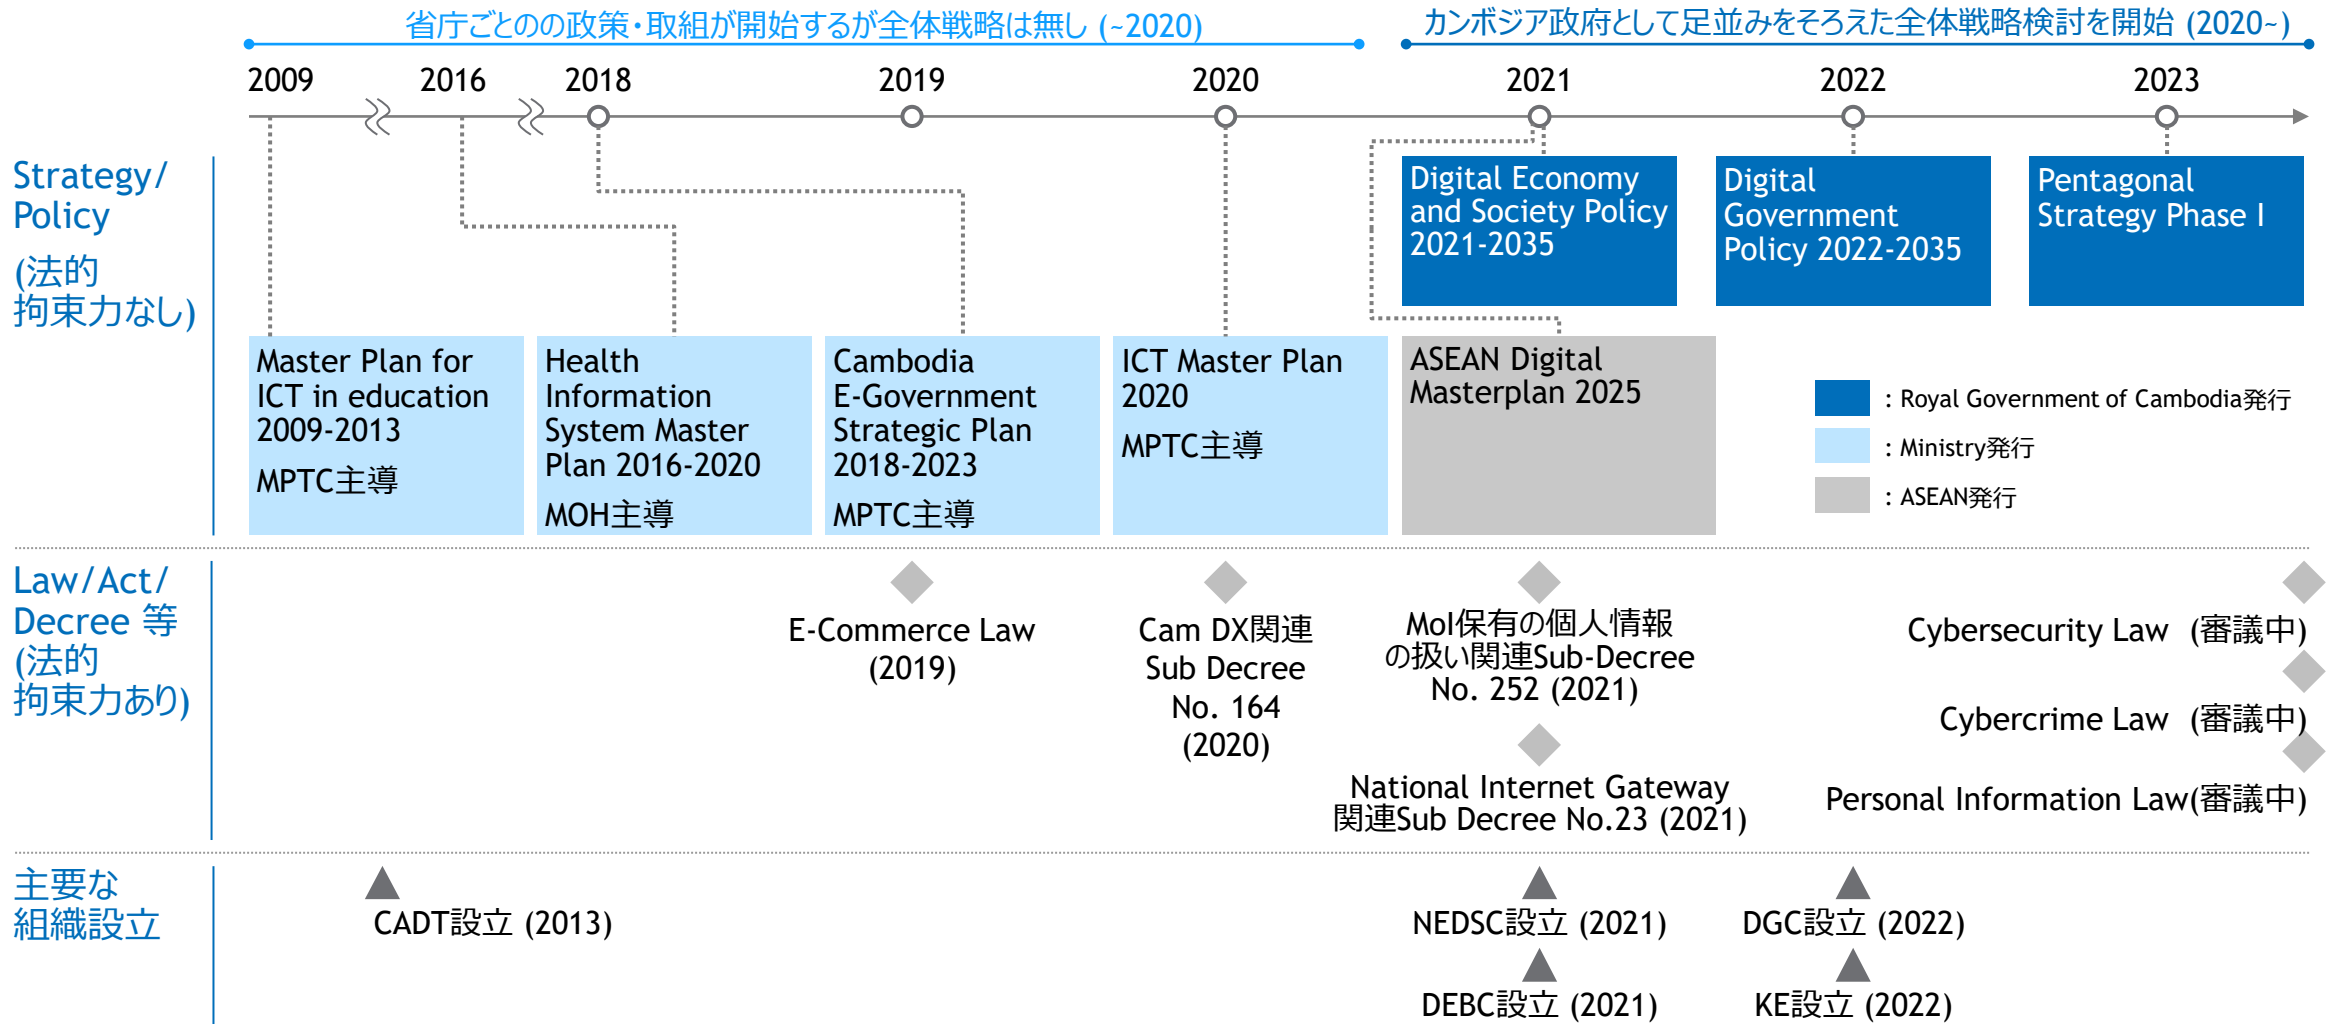 省庁ごとのの政策・取組が開始するが全体戦略は無し (~2020)
カンボジア政府として足並みをそろえた全体戦略検討を開始 (2020~)
2009
2016
2018
2019
2020
2021
2022
2023
Strategy/
Policy
(法的
拘束力なし)
Digital Economy
and Society Policy
2021-2035
Digital
Government
Policy 2022-2035
Pentagonal
Strategy Phase I
Master Plan for
ICT in education
2009-2013
MPTC主導
Health
Information
System Master
Plan 2016-2020
MOH主導
Cambodia
E-Government
Strategic Plan
2018-2023
MPTC主導
ICT Master Plan
2020
MPTC主導
ASEAN Digital
Masterplan 2025
: Royal Government of Cambodia発行
: Ministry発行
: ASEAN発行
Law/Act/
Decree 等
(法的
拘束力あり)
E-Commerce Law
(2019)
Cam DX関連
Sub Decree
No. 164
(2020)
MoI保有の個人情報
の扱い関連Sub-Decree
No. 252 (2021)
National Internet Gateway
関連Sub Decree No.23 (2021)
Cybersecurity Law (審議中)
Cybercrime Law (審議中)
Personal Information Law(審議中)
主要な
組織設立
CADT設立 (2013)
NEDSC設立 (2021)
DEBC設立 (2021)
DGC設立 (2022)
KE設立 (2022)